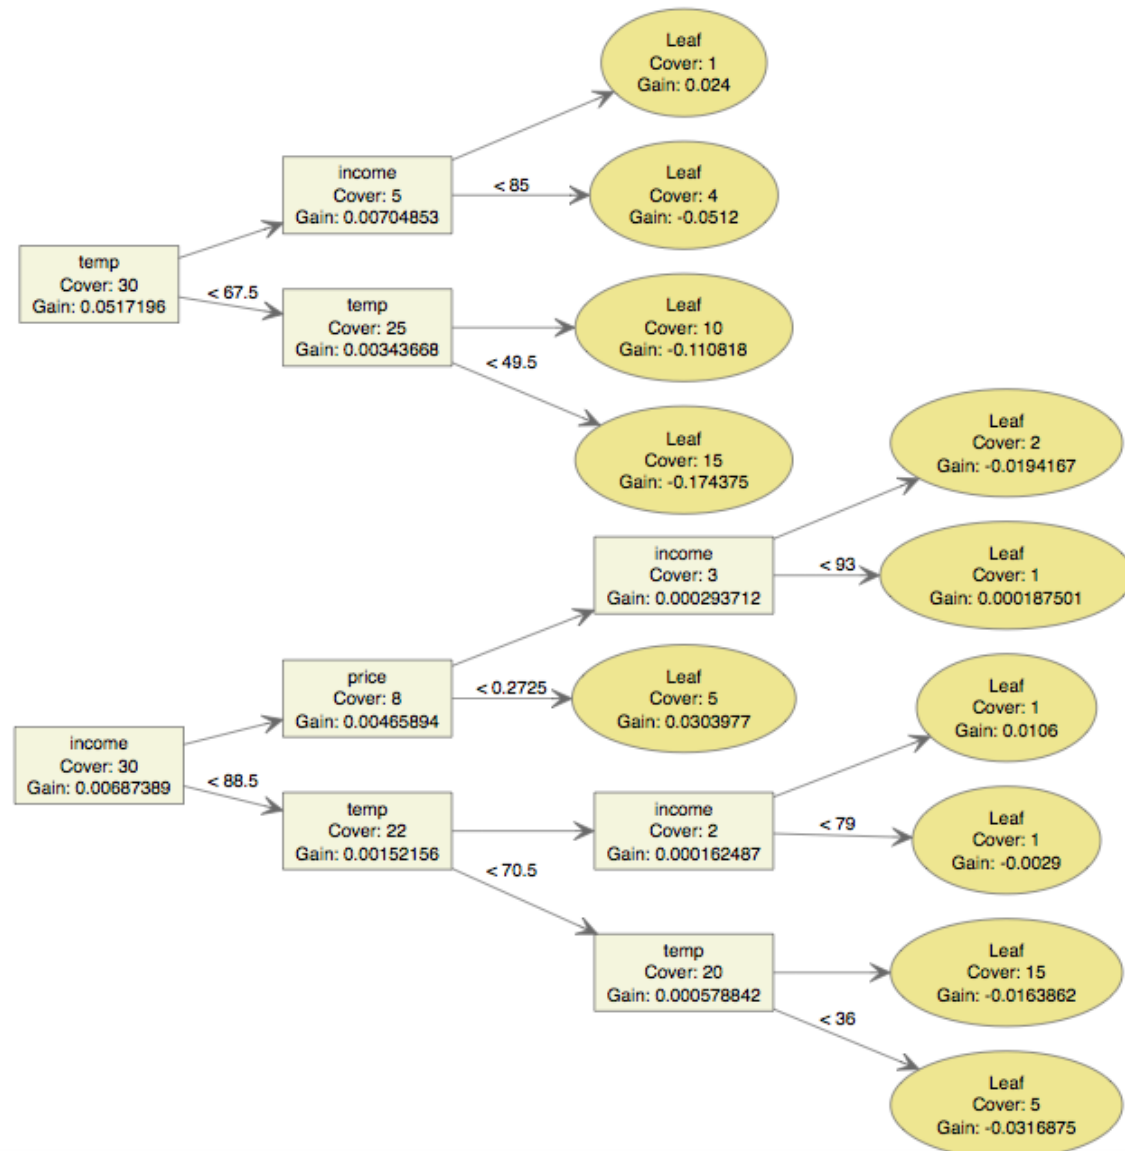 Leaf
Cover: 1
Gain: 0.024
income
Cover: 5
Gain: 0.00704853
< 85
Leaf
Cover: 4
Gain: -0.0512
temp
Cover: 30
Gain: 0.0517196
< 67.5
temp
Cover: 25
Gain: 0.00343668
Leaf
Cover: 10
Gain: -0.110818
< 49.5
Leaf
Cover: 15
Gain: -0.174375
Leaf
Cover: 2
Gain: -0.0194167
income
Cover: 3
Gain: 0.000293712
< 93
Leaf
Cover: 1
Gain: 0.000187501
price
Cover: 8
Gain: 0.00465894
< 0.2725
Leaf
Cover: 5
Gain: 0.0303977
Leaf
Cover: 1
Gain: 0.0106
income
Cover: 30
Gain: 0.00687389
< 88.5
temp
Cover: 22
Gain: 0.00152156
income
Cover: 2
Gain: 0.000162487
< 79
Leaf
Cover: 1
Gain: -0.0029
< 70.5
temp
Cover: 20
Gain: 0.000578842
Leaf
Cover: 15
Gain: -0.0163862
< 36
Leaf
Cover: 5
Gain: -0.0316875